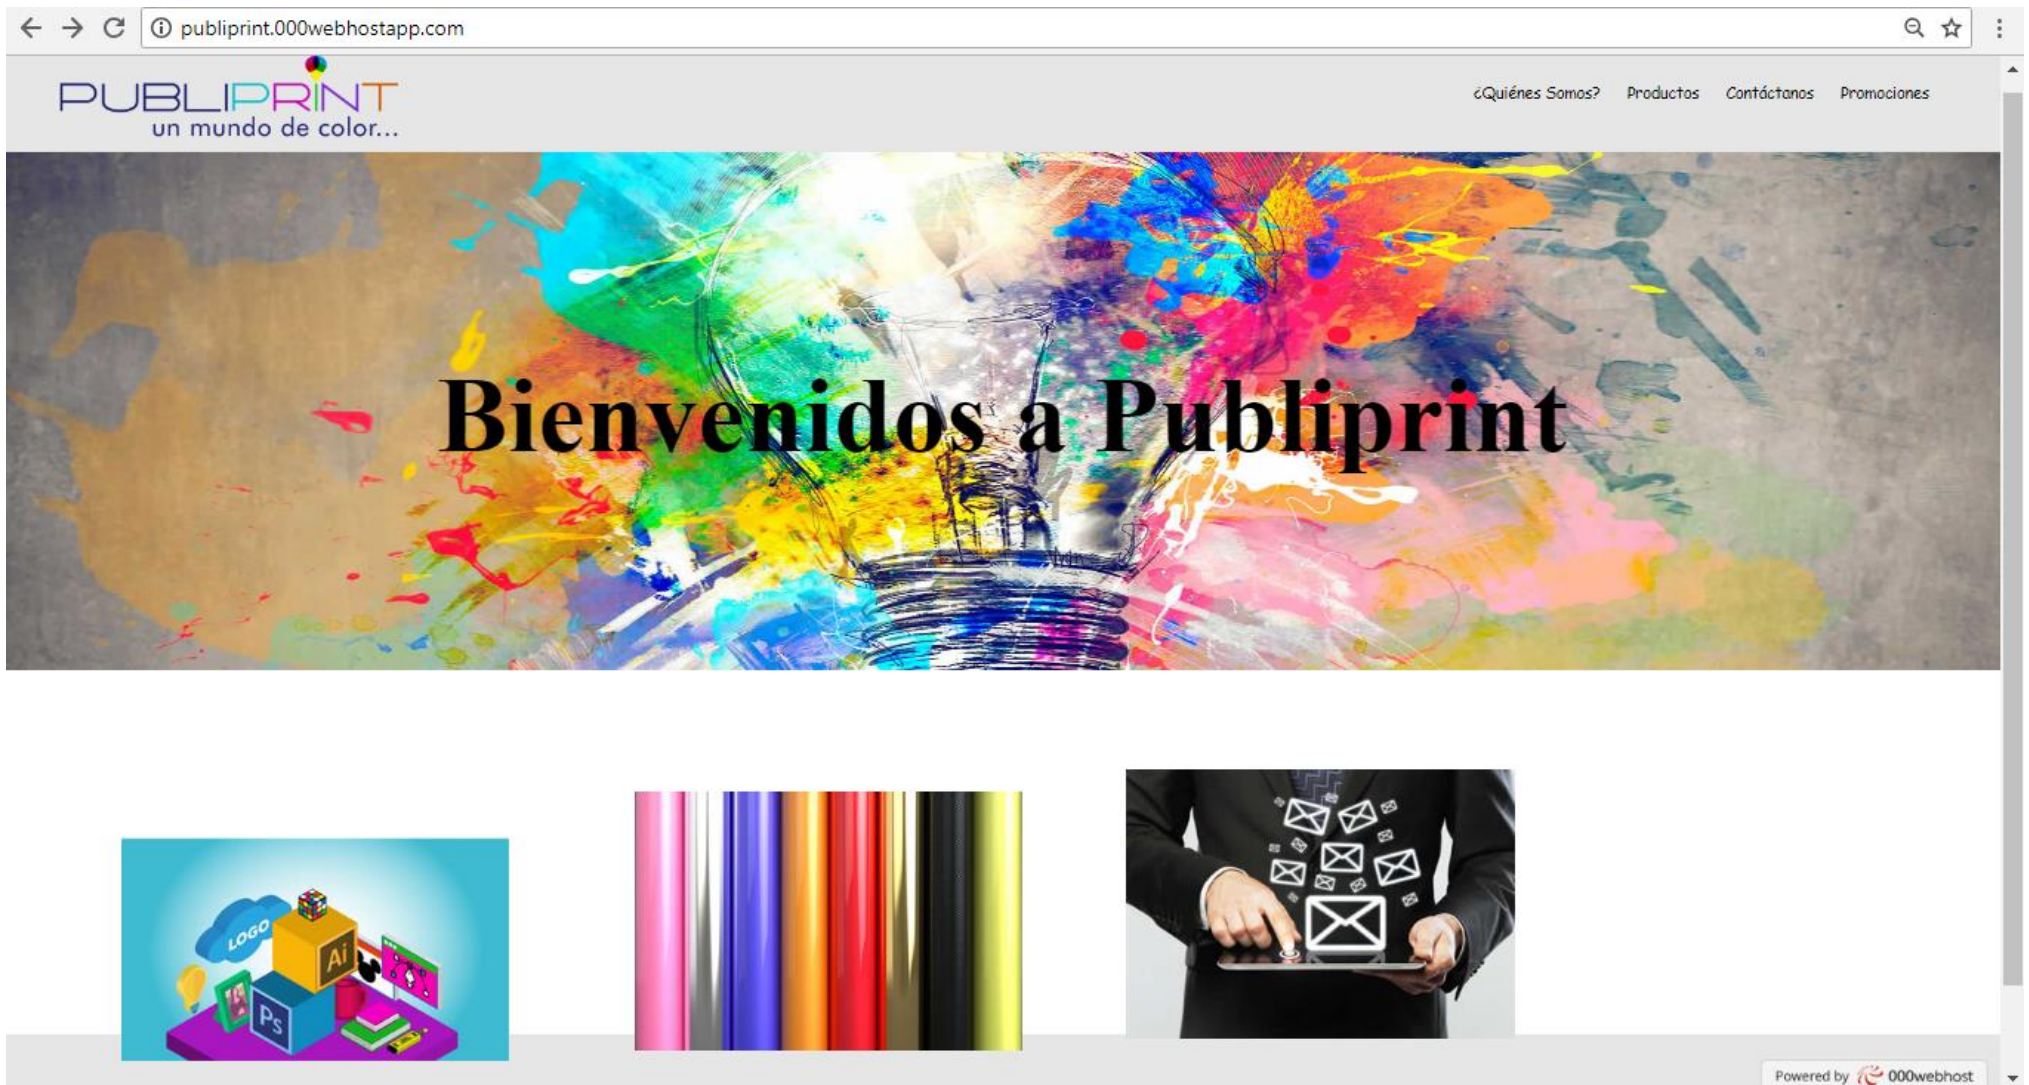 publiprint.000webhostapp.com
PUBLIPRINT
un mundo de color...
¿Quiénes Somos? Productos Contáctanos Promociones
Bienvenidos a Publiprint
LOGO
Ai
Ps
Powered by 000webhost